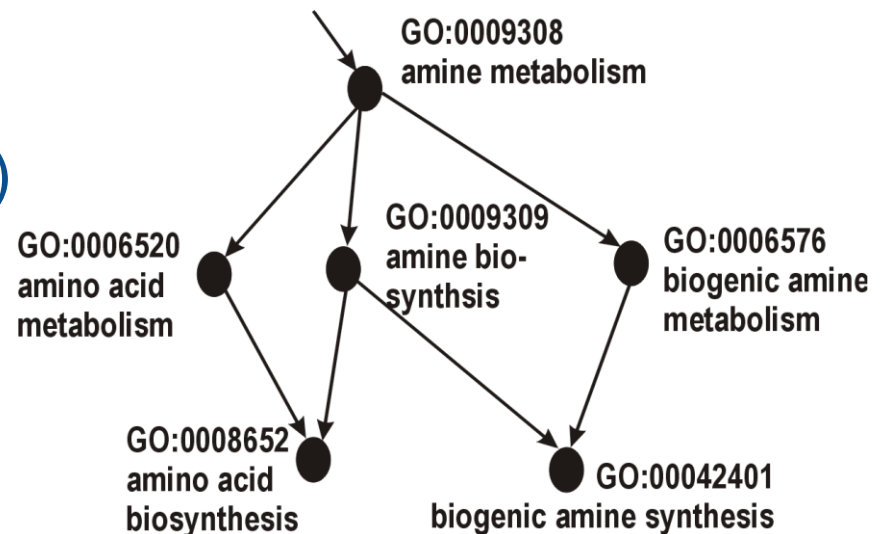 GO:0009308
amine metabolism
GO:0009309
amine bio-
synthsis
GO:0006520
amino acid
metabolism
GO:0006576
biogenic amine
metabolism
GO:0008652
amino acid
biosynthesis
GO:00042401
biogenic amine synthesis